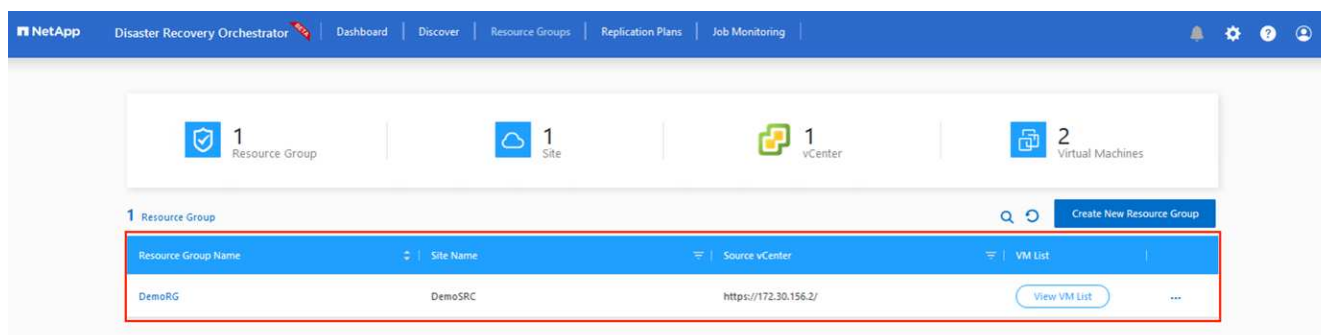 NetApp Disaster Recovery Orchestrator Dashboard Discover Resource Groups Replication Plans Job Monitoring
1 Resource Group
1 Site
1 vCenter
2 Virtual Machines
1 Resource Group
Create New Resource Group
Resource Group Name Site Name Source vCenter VM List
DemoRG DemoSRC https://172.30.156.2/ View VM List ...